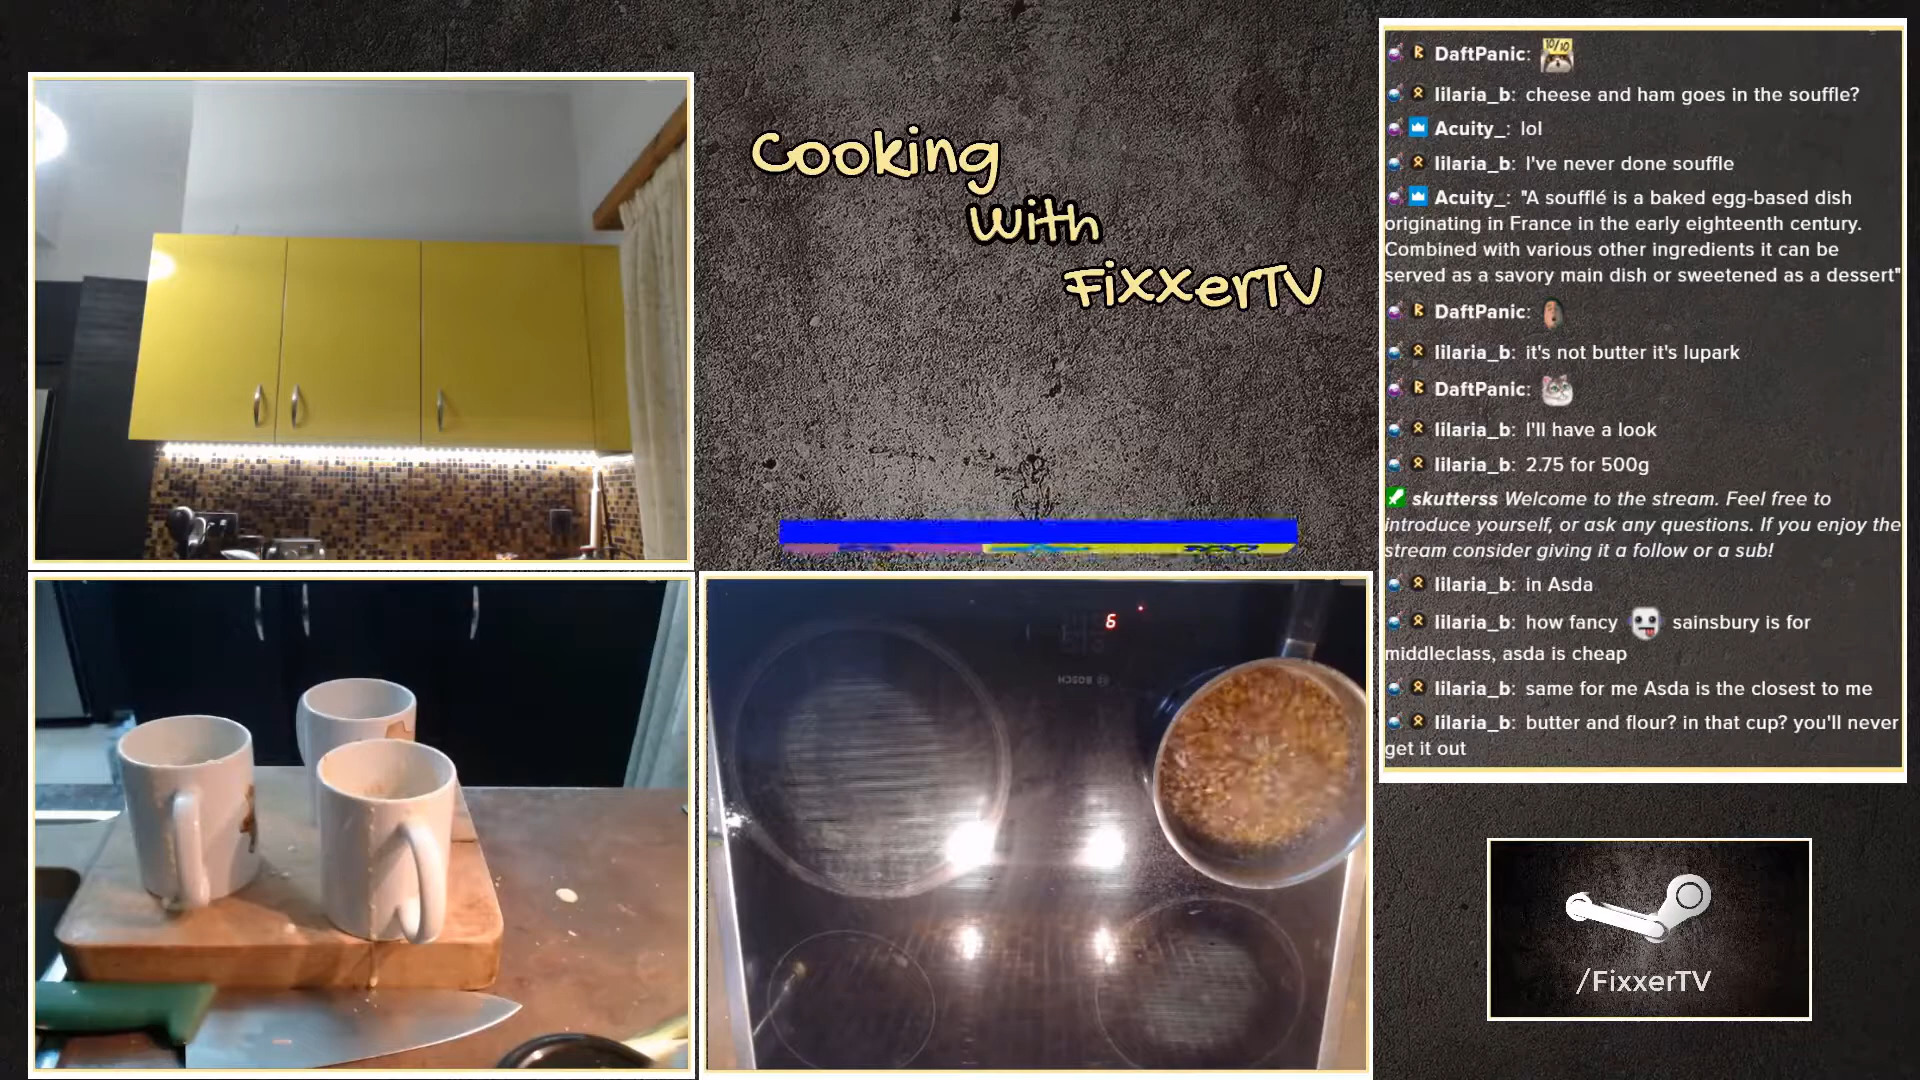 Cooking
With
FixxerTV
DaftPanic:
lilaria_b: cheese and ham goes in the souffle?
Acuity_: lol
lilaria_b: I've never done souffle
Acuity_: "A soufflé is a baked egg-based dish
originating in France in the early eighteenth century.
Combined with various other ingredients it can be
served as a savory main dish or sweetened as a dessert"
DaftPanic:
lilaria_b: it's not butter it's lupark
DaftPanic:
lilaria_b: I'll have a look
lilaria_b: 2.75 for 500g
skutterss Welcome to the stream. Feel free to
introduce yourself, or ask any questions. If you enjoy the
stream consider giving it a follow or a sub!
lilaria_b: in Asda
lilaria_b: how fancy sainsbury is for
middleclass, asda is cheap
lilaria_b: same for me Asda is the closest to me
lilaria_b: butter and flour? in that cup? you'll never
get it out
6
BOSCH
/FixxerTV